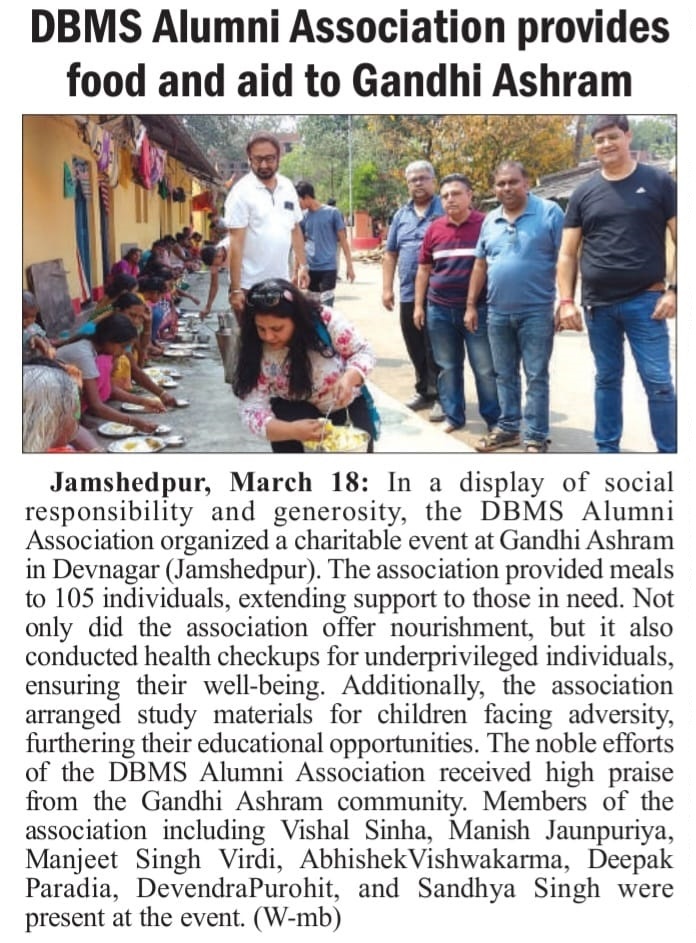 DBMS Alumni Association provides
food and aid to Gandhi Ashram
Jamshedpur, March 18: In a display of social
responsibility and generosity, the DBMS Alumni
Association organized a charitable event at Gandhi Ashram
in Devnagar (Jamshedpur). The association provided meals
to 105 individuals, extending support to those in need. Not
only did the association offer nourishment, but it also
conducted health checkups for underprivileged individuals,
ensuring their well-being. Additionally, the association
arranged study materials for children facing adversity,
furthering their educational opportunities. The noble efforts
of the DBMS Alumni Association received high praise
from the Gandhi Ashram community. Members of the
association including Vishal Sinha, Manish Jaunpuriya,
Manjeet Singh Virdi, AbhishekVishwakarma, Deepak
Paradia, DevendraPurohit, and Sandhya Singh were
present at the event. (W-mb)